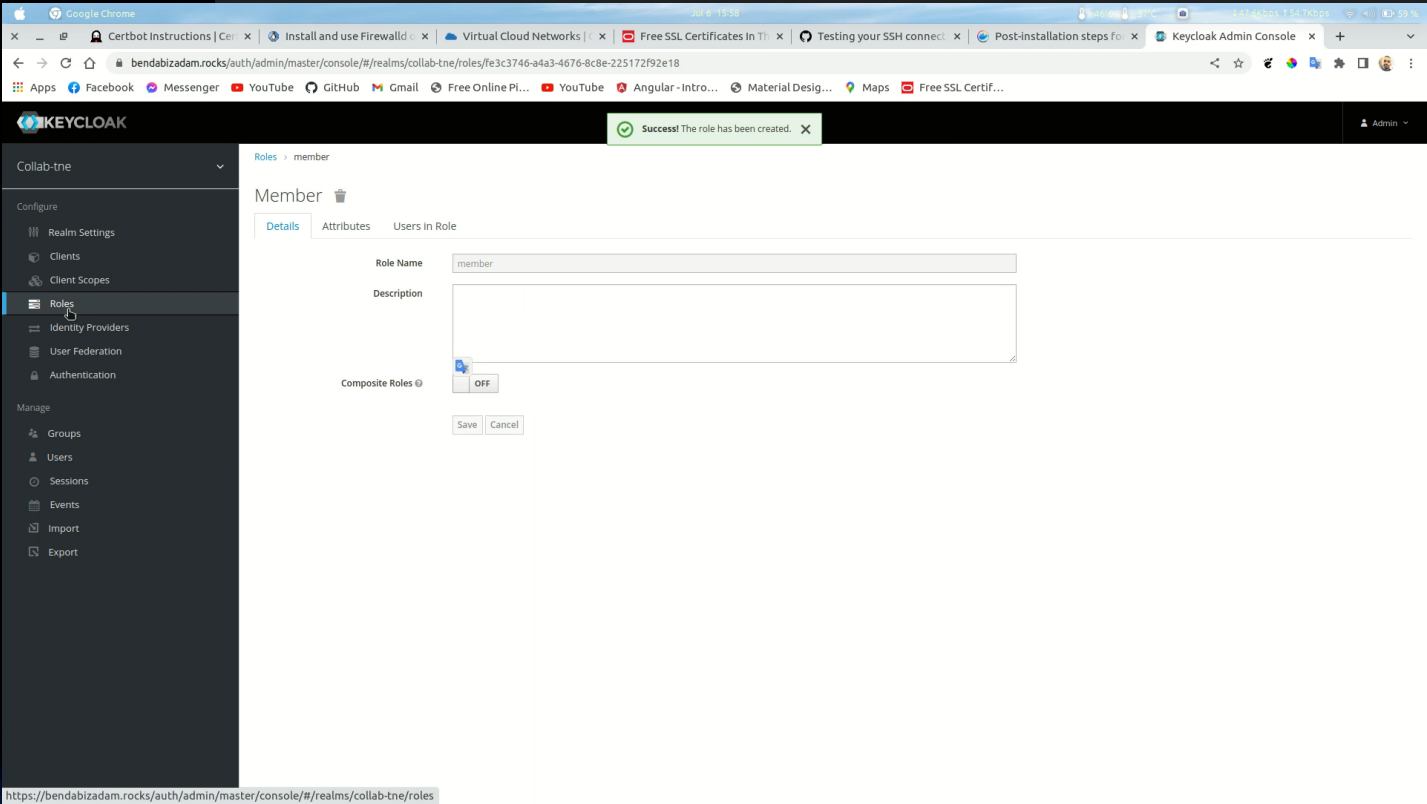 Google Chrome
Jul 6 15:58
59 %
Certbot Instructions | Cer
Install and use Firewalld o
Virtual Cloud Networks |
Free SSL Certificates In Th
Testing your SSH connect
Post-installation steps fo
Keycloak Admin Console
bendabizadam.rocks/auth/admin/master/console/#/realms/collab-tne/roles/fe3c3746-a4a3-4676-8c8e-225172f92e18
Apps
Facebook
Messenger
YouTube
GitHub
Gmail
Free Online Pi...
YouTube
Angular - Intro...
Material Desig...
Maps
Free SSL Certif...
KEYCLOAK
Success! The role has been created.
Admin
Collab-tne
Configure
Realm Settings
Clients
Client Scopes
Roles
Identity Providers
User Federation
Authentication
Manage
Groups
Users
Sessions
Events
Import
Export
Roles > member
Member
Details
Attributes
Users in Role
Role Name
member
Description
Composite Roles
OFF
Save
Cancel
https://bendabizadam.rocks/auth/admin/master/console/#/realms/collab-tne/roles